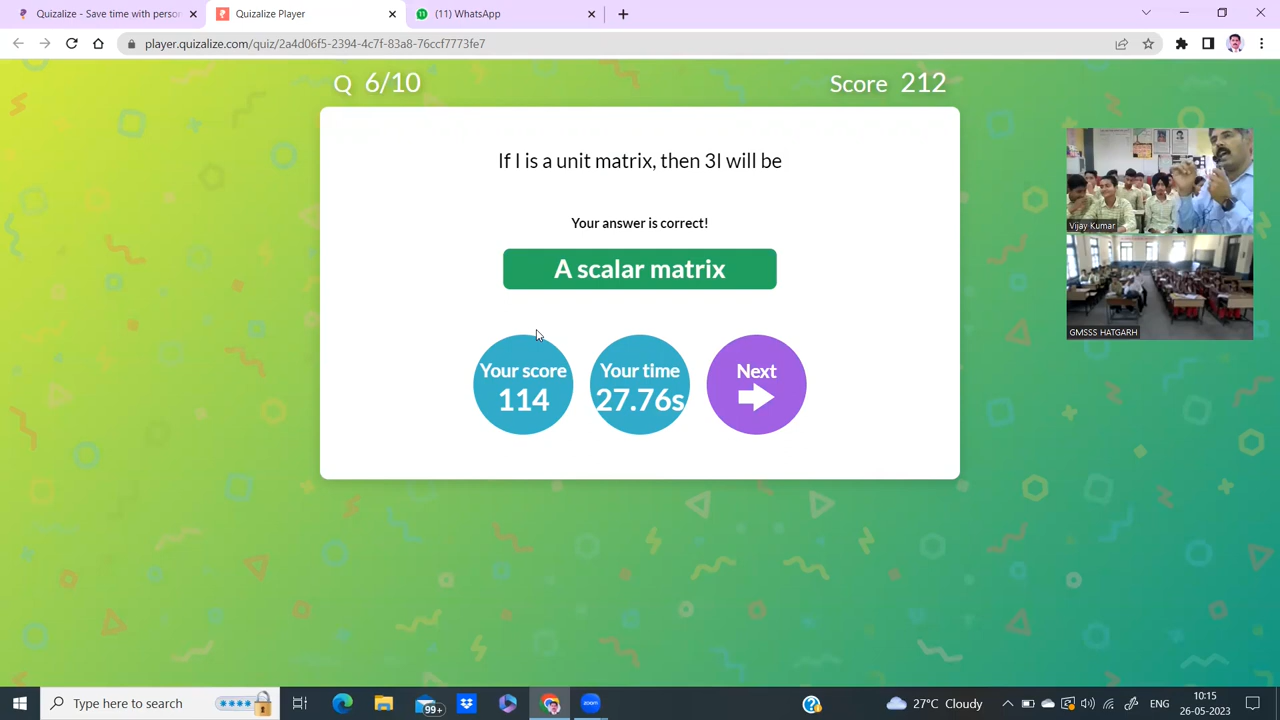 Quizalize - Save time with person
Quizalize Player
(11) WhatsApp
player.quizalize.com/quiz/2a4d06f5-2394-4c7f-83a8-76ccf7773fe7
Q 6/10
Score 212
If I is a unit matrix, then 3I will be
Your answer is correct!
A scalar matrix
Your score
114
Your time
27.76s
Next
Vijay Kumar
GMSSS HATGARH
Type here to search
99+
zoom
27°C Cloudy
ENG
10:15
26-05-2023